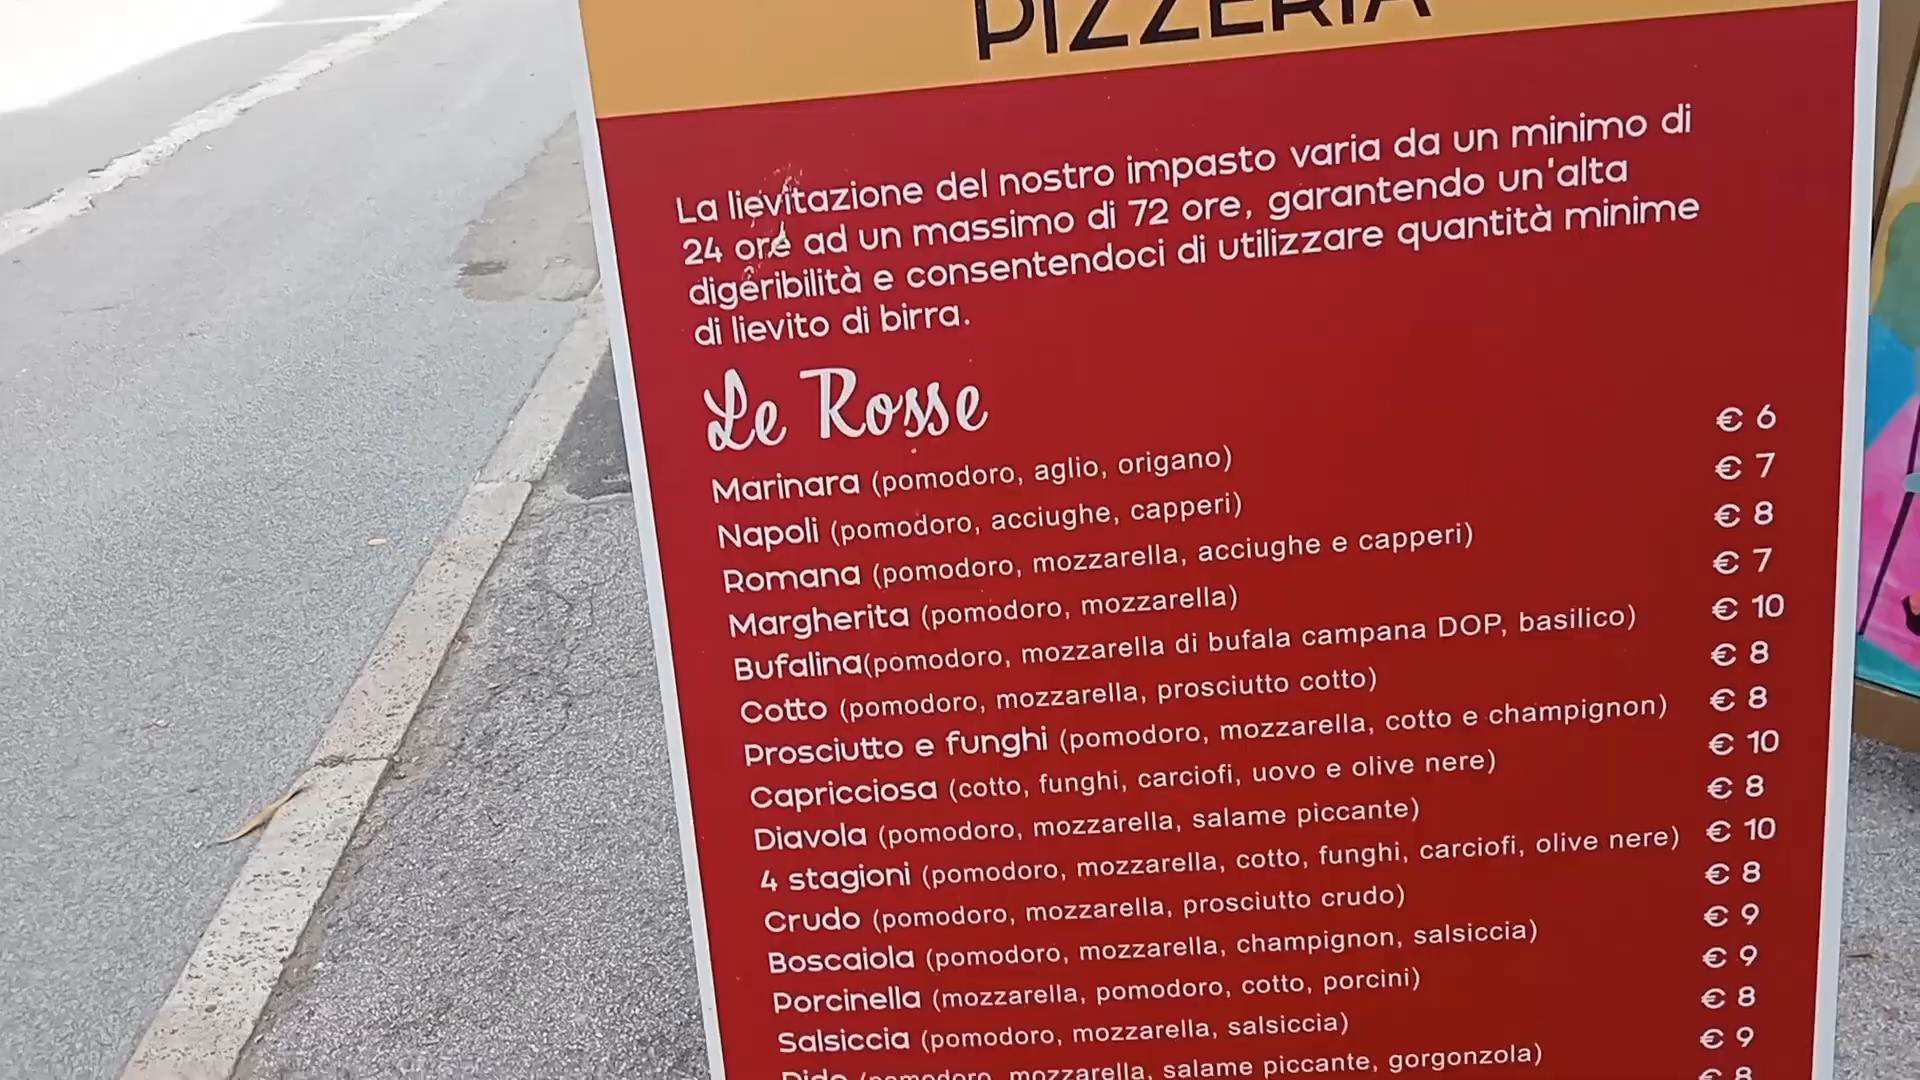 PIZZERIA
La lievitazione del nostro impasto varia da un minimo di
24 ore ad un massimo di 72 ore, garantendo un'alta
digeribilità e consentendoci di utilizzare quantità minime
di lievito di birra.
Le Rosse
Marinara (pomodoro, aglio, origano) € 6
Napoli (pomodoro, acciughe, capperi) € 7
Romana (pomodoro, mozzarella, acciughe e capperi) € 8
Margherita (pomodoro, mozzarella) € 7
Bufalina(pomodoro, mozzarella di bufala campana DOP, basilico) € 10
Cotto (pomodoro, mozzarella, prosciutto cotto) € 8
Prosciutto e funghi (pomodoro, mozzarella, cotto e champignon) € 8
Capricciosa (cotto, funghi, carciofi, uovo e olive nere) € 10
Diavola (pomodoro, mozzarella, salame piccante) € 8
4 stagioni (pomodoro, mozzarella, cotto, funghi, carciofi, olive nere) € 10
Crudo (pomodoro, mozzarella, prosciutto crudo) € 8
Boscaiola (pomodoro, mozzarella, champignon, salsiccia) € 9
Porcinella (mozzarella, pomodoro, cotto, porcini) € 9
Salsiccia (pomodoro, mozzarella, salsiccia) € 8
(pomodoro, mozzarella, salame piccante, gorgonzola) € 9
€ 8